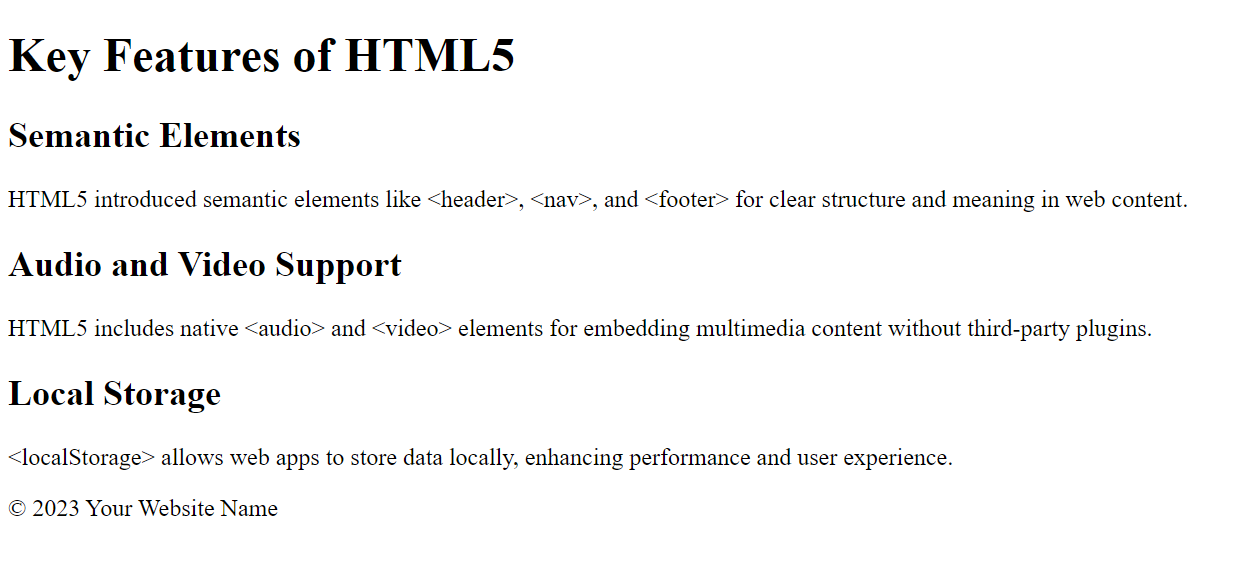 Key Features of HTML5
Semantic Elements
HTML5 introduced semantic elements like <header>, <nav>, and <footer> for clear structure and meaning in web content.
Audio and Video Support
HTML5 includes native <audio> and <video> elements for embedding multimedia content without third-party plugins.
Local Storage
<localStorage> allows web apps to store data locally, enhancing performance and user experience.
© 2023 Your Website Name